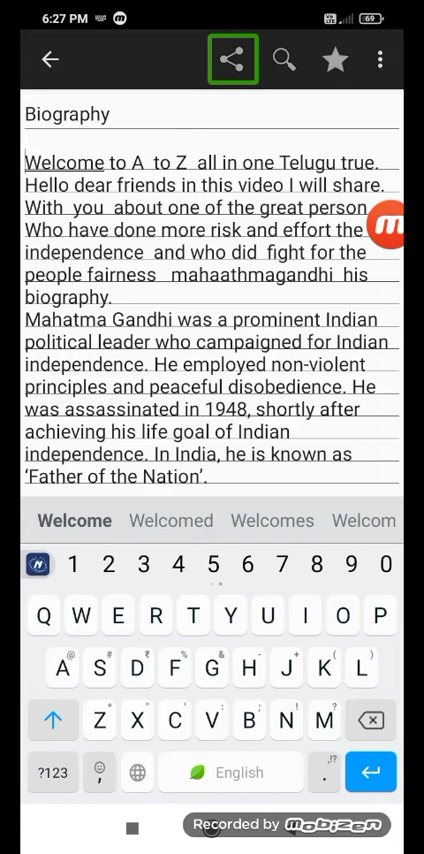 6:27 PM
69
Biography
Welcome to A to Z all in one Telugu true.
Hello dear friends in this video I will share.
With you about one of the great person
Who have done more risk and effort the
independence and who did fight for the
people fairness mahaathmagandhi his
biography.
Mahatma Gandhi was a prominent Indian
political leader who campaigned for Indian
independence. He employed non-violent
principles and peaceful disobedience. He
was assassinated in 1948, shortly after
achieving his life goal of Indian
independence. In India, he is known as
‘Father of the Nation’.
Welcome Welcomed Welcomes Welcom
1 2 3 4 5 6 7 8 9 0
Q W E R T Y U I O P
@ # ₹ % & - + ( )
A S D F G H J K L
Z X C V B N M
?123 , English . ,!?
Recorded by mobizen